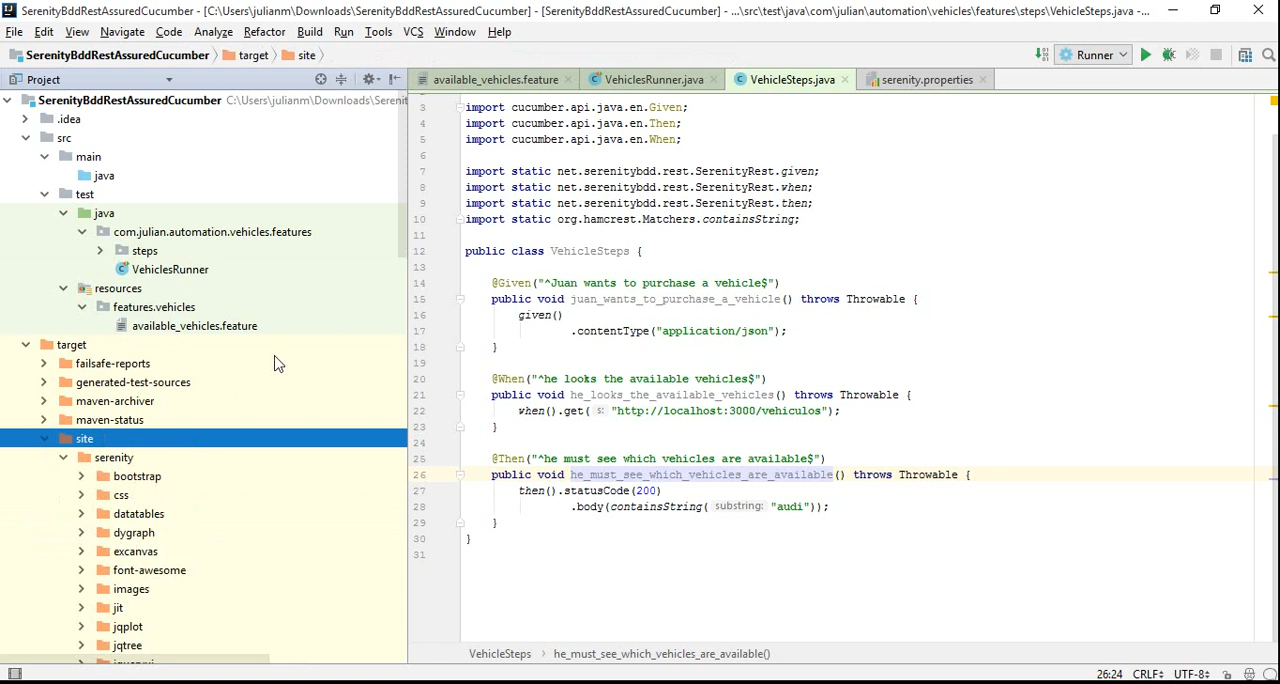 SerenityBddRestAssuredCucumber - [C:\Users\julianm\Downloads\SerenityBddRestAssuredCucumber] - [SerenityBddRestAssuredCucumber] - ...\src\test\java\com\julian\automation\vehicles\features\steps\VehicleSteps.java -...
File Edit View Navigate Code Analyze Refactor Build Run Tools VCS Window Help
SerenityBddRestAssuredCucumber target site Runner
Project available_vehicles.feature VehiclesRunner.java VehicleSteps.java serenity.properties
SerenityBddRestAssuredCucumber C:\Users\julianm\Downloads\Serenit
.idea
src
main
java
test
java
com.julian.automation.vehicles.features
steps
VehiclesRunner
resources
features.vehicles
available_vehicles.feature
target
failsafe-reports
generated-test-sources
maven-archiver
maven-status
site
serenity
bootstrap
css
datatables
dygraph
excanvas
font-awesome
images
jit
jqplot
jqtree
3 import cucumber.api.java.en.Given;
4 import cucumber.api.java.en.Then;
5 import cucumber.api.java.en.When;
6
7 import static net.serenitybdd.rest.SerenityRest.given;
8 import static net.serenitybdd.rest.SerenityRest.when;
9 import static net.serenitybdd.rest.SerenityRest.then;
10 import static org.hamcrest.Matchers.containsString;
11
12 public class VehicleSteps {
13
14 @Given("^Juan wants to purchase a vehicle$")
15 public void juan_wants_to_purchase_a_vehicle() throws Throwable {
16 given()
17 .contentType("application/json");
18 }
19
20 @When("^he looks the available vehicles$")
21 public void he_looks_the_available_vehicles() throws Throwable {
22 when().get( s: "http://localhost:3000/vehiculos");
23 }
24
25 @Then("^he must see which vehicles are available$")
26 public void he_must_see_which_vehicles_are_available() throws Throwable {
27 then().statusCode(200)
28 .body(containsString( substring: "audi"));
29 }
30 }
31
VehicleSteps he_must_see_which_vehicles_are_available()
26:24 CRLF UTF-8